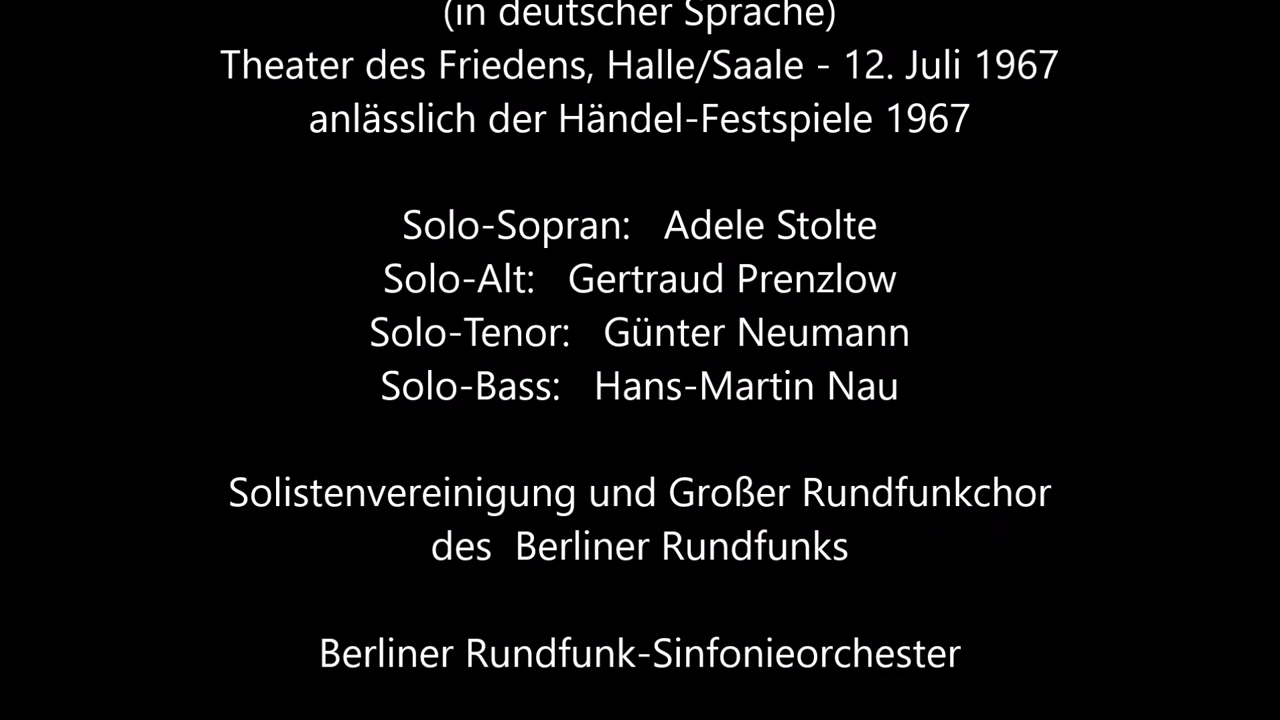 (in deutscher Sprache)
Theater des Friedens, Halle/Saale - 12. Juli 1967
anlässlich der Händel-Festspiele 1967
Solo-Sopran: Adele Stolte
Solo-Alt: Gertraud Prenzlow
Solo-Tenor: Günter Neumann
Solo-Bass: Hans-Martin Nau
Solistenvereinigung und Großer Rundfunkchor
des Berliner Rundfunks
Berliner Rundfunk-Sinfonieorchester